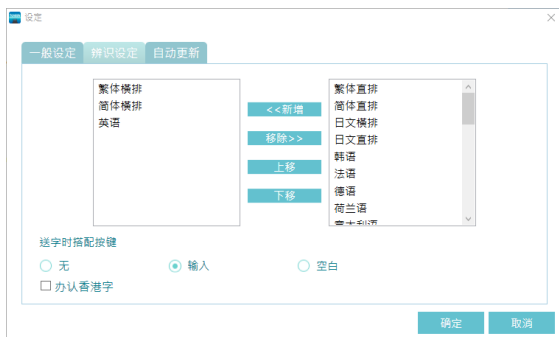 设定
一般设定 辨识设定 自动更新
繁体横排
简体横排
英语
<<新增
移除>>
上移
下移
繁体直排
简体直排
日文横排
日文直排
韩语
法语
德语
荷兰语
意大利语
送字时搭配按键
无 输入 空白
办认香港字
确定 取消